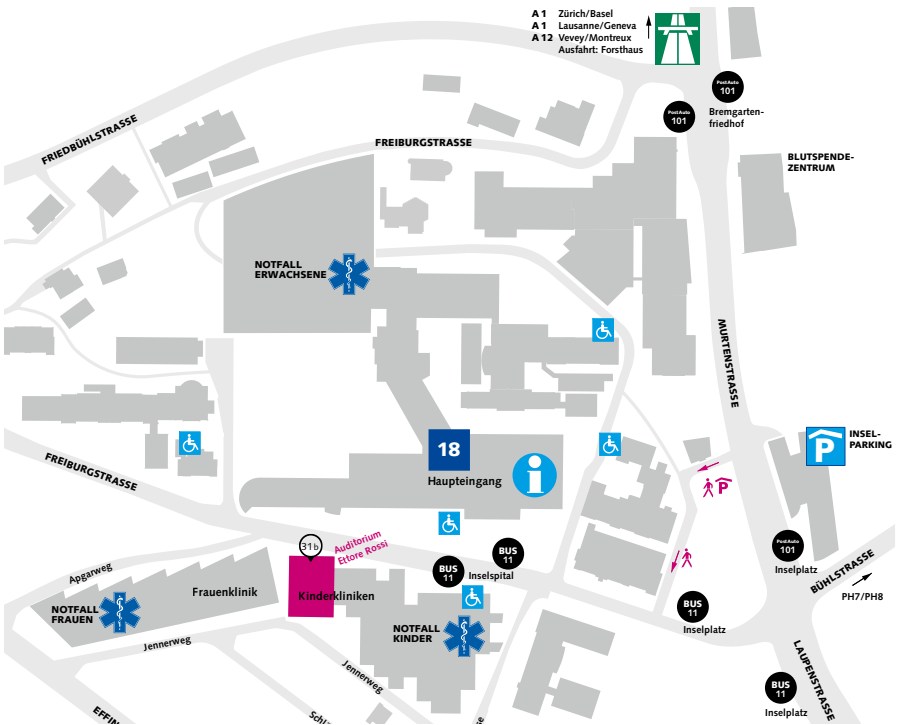 A 1 Zürich/Basel
A 1 Lausanne/Geneva
A 12 Vevey/Montreux
Ausfahrt: Forsthaus
PostAuto
101
PostAuto
101
Bremgarten-
friedhof
FRIEDBÜHLSTRASSE
FREIBURGSTRASSE
BLUTSPENDE-
ZENTRUM
NOTFALL
ERWACHSENE
MURTENSTRASSE
18
Haupteingang
i
P
INSEL-
PARKING
FREIBURGSTRASSE
P
31b
Auditorium
Ettore Rossi
BUS
11
BUS
11
Inselspital
PostAuto
101
Inselplatz
BÜHLSTRASSE
PH7/PH8
Apgarweg
Frauenklinik
Kinderkliniken
NOTFALL
FRAUEN
NOTFALL
KINDER
BUS
11
Inselplatz
Jennerweg
Jennerweg
LAUPENSTRASSE
BUS
11
Inselplatz
EFFIN
Schl
se